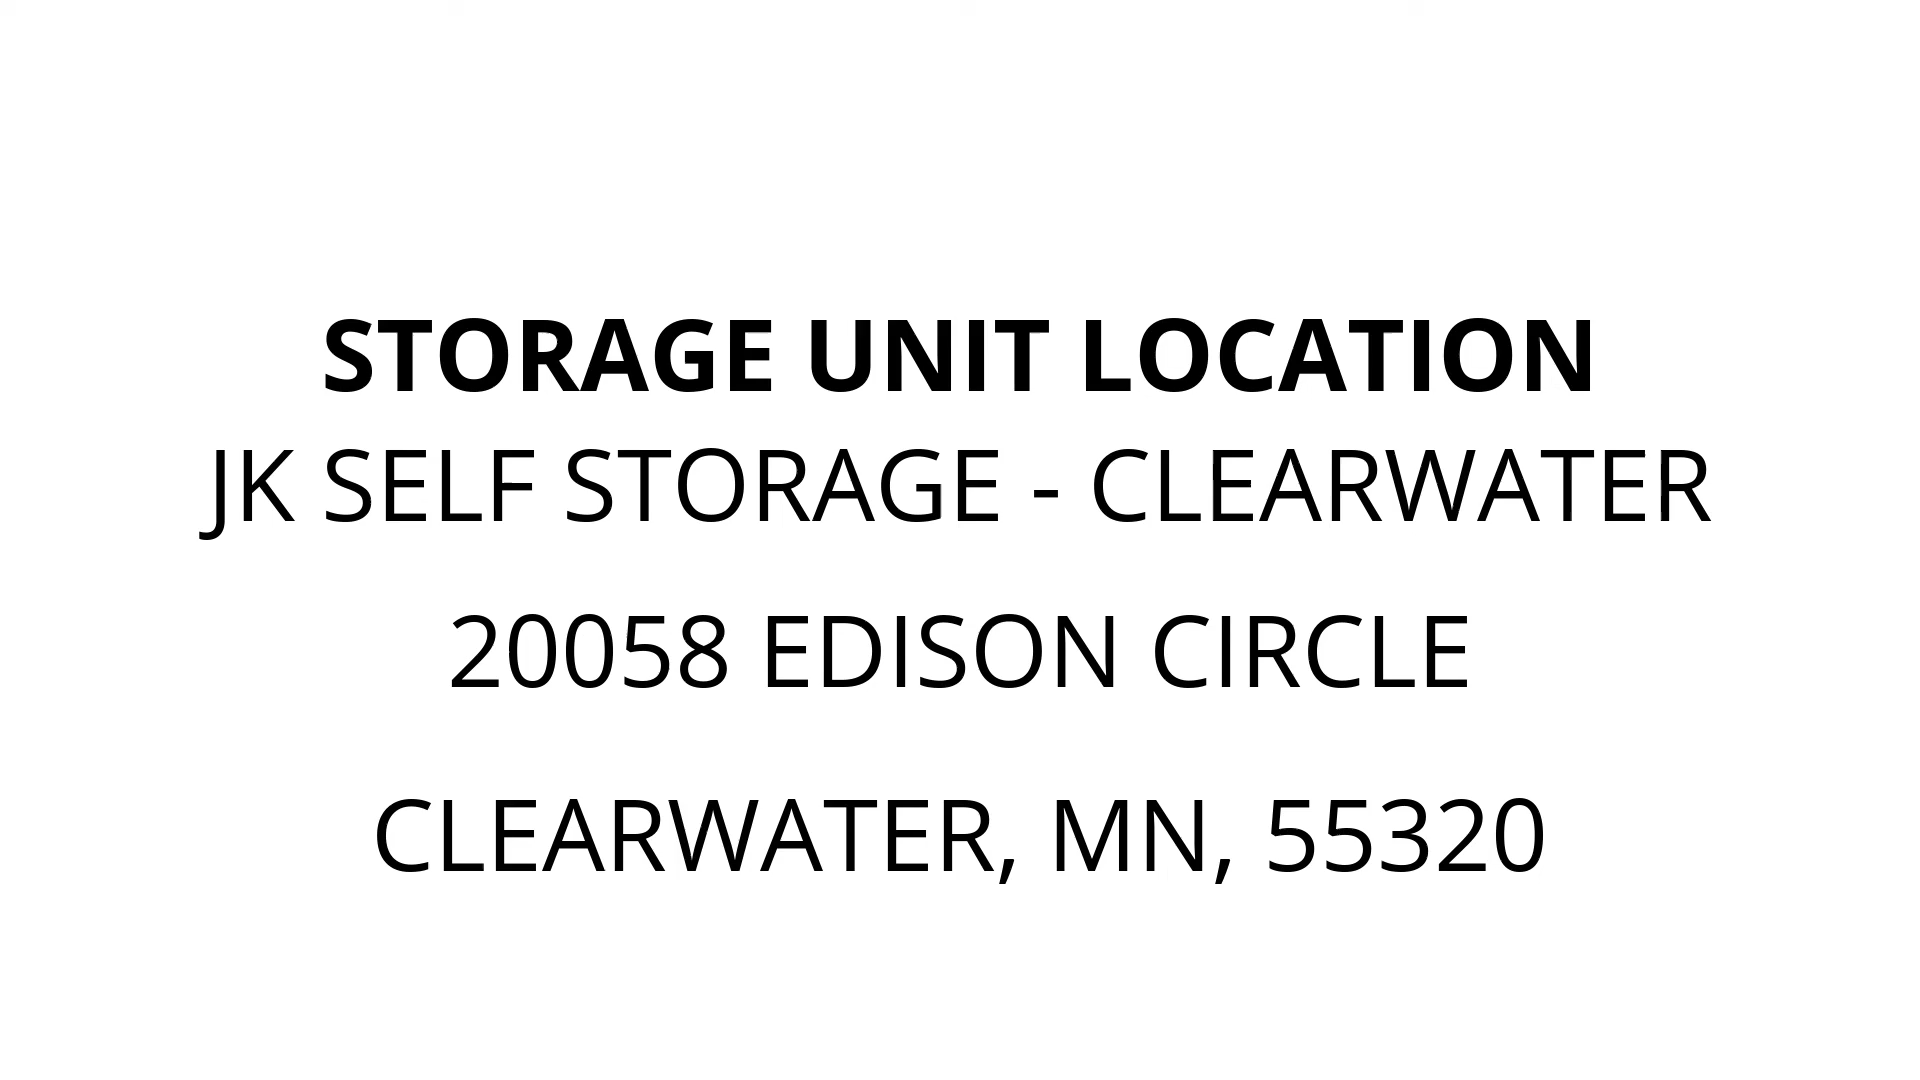 STORAGE UNIT LOCATION
JK SELF STORAGE - CLEARWATER
20058 EDISON CIRCLE
CLEARWATER, MN, 55320